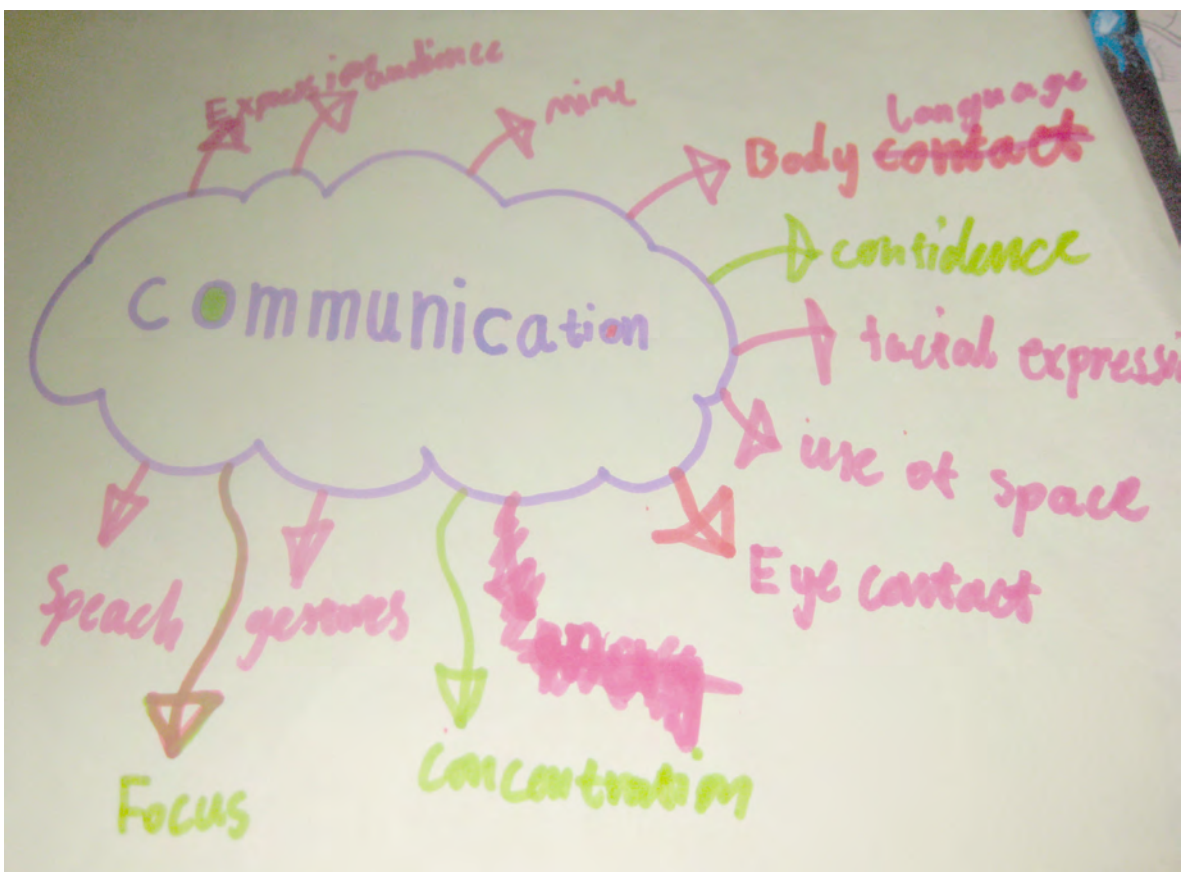 Expression
audience
mime
Language
Body contact
confidence
communication
facial expressi
use of space
Eye contact
Speach
gestures
Focus
Concentration